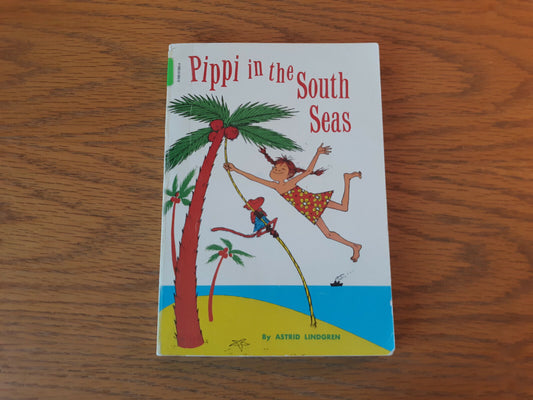 Pippi in the
South
Seas
By ASTRID LINDGREN